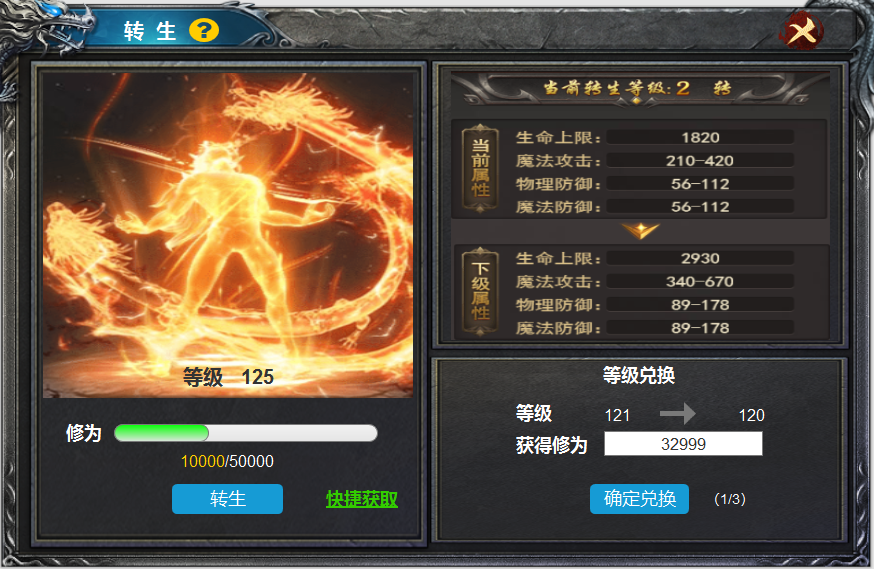 转 生 ?
等级 125
修为
10000/50000
转生 快捷获取
当前转生等级: 2 转
当前属性
生命上限: 1820
魔法攻击: 210-420
物理防御: 56-112
魔法防御: 56-112
下级属性
生命上限: 2930
魔法攻击: 340-670
物理防御: 89-178
魔法防御: 89-178
等级兑换
等级 121 120
获得修为 32999
确定兑换 (1/3)